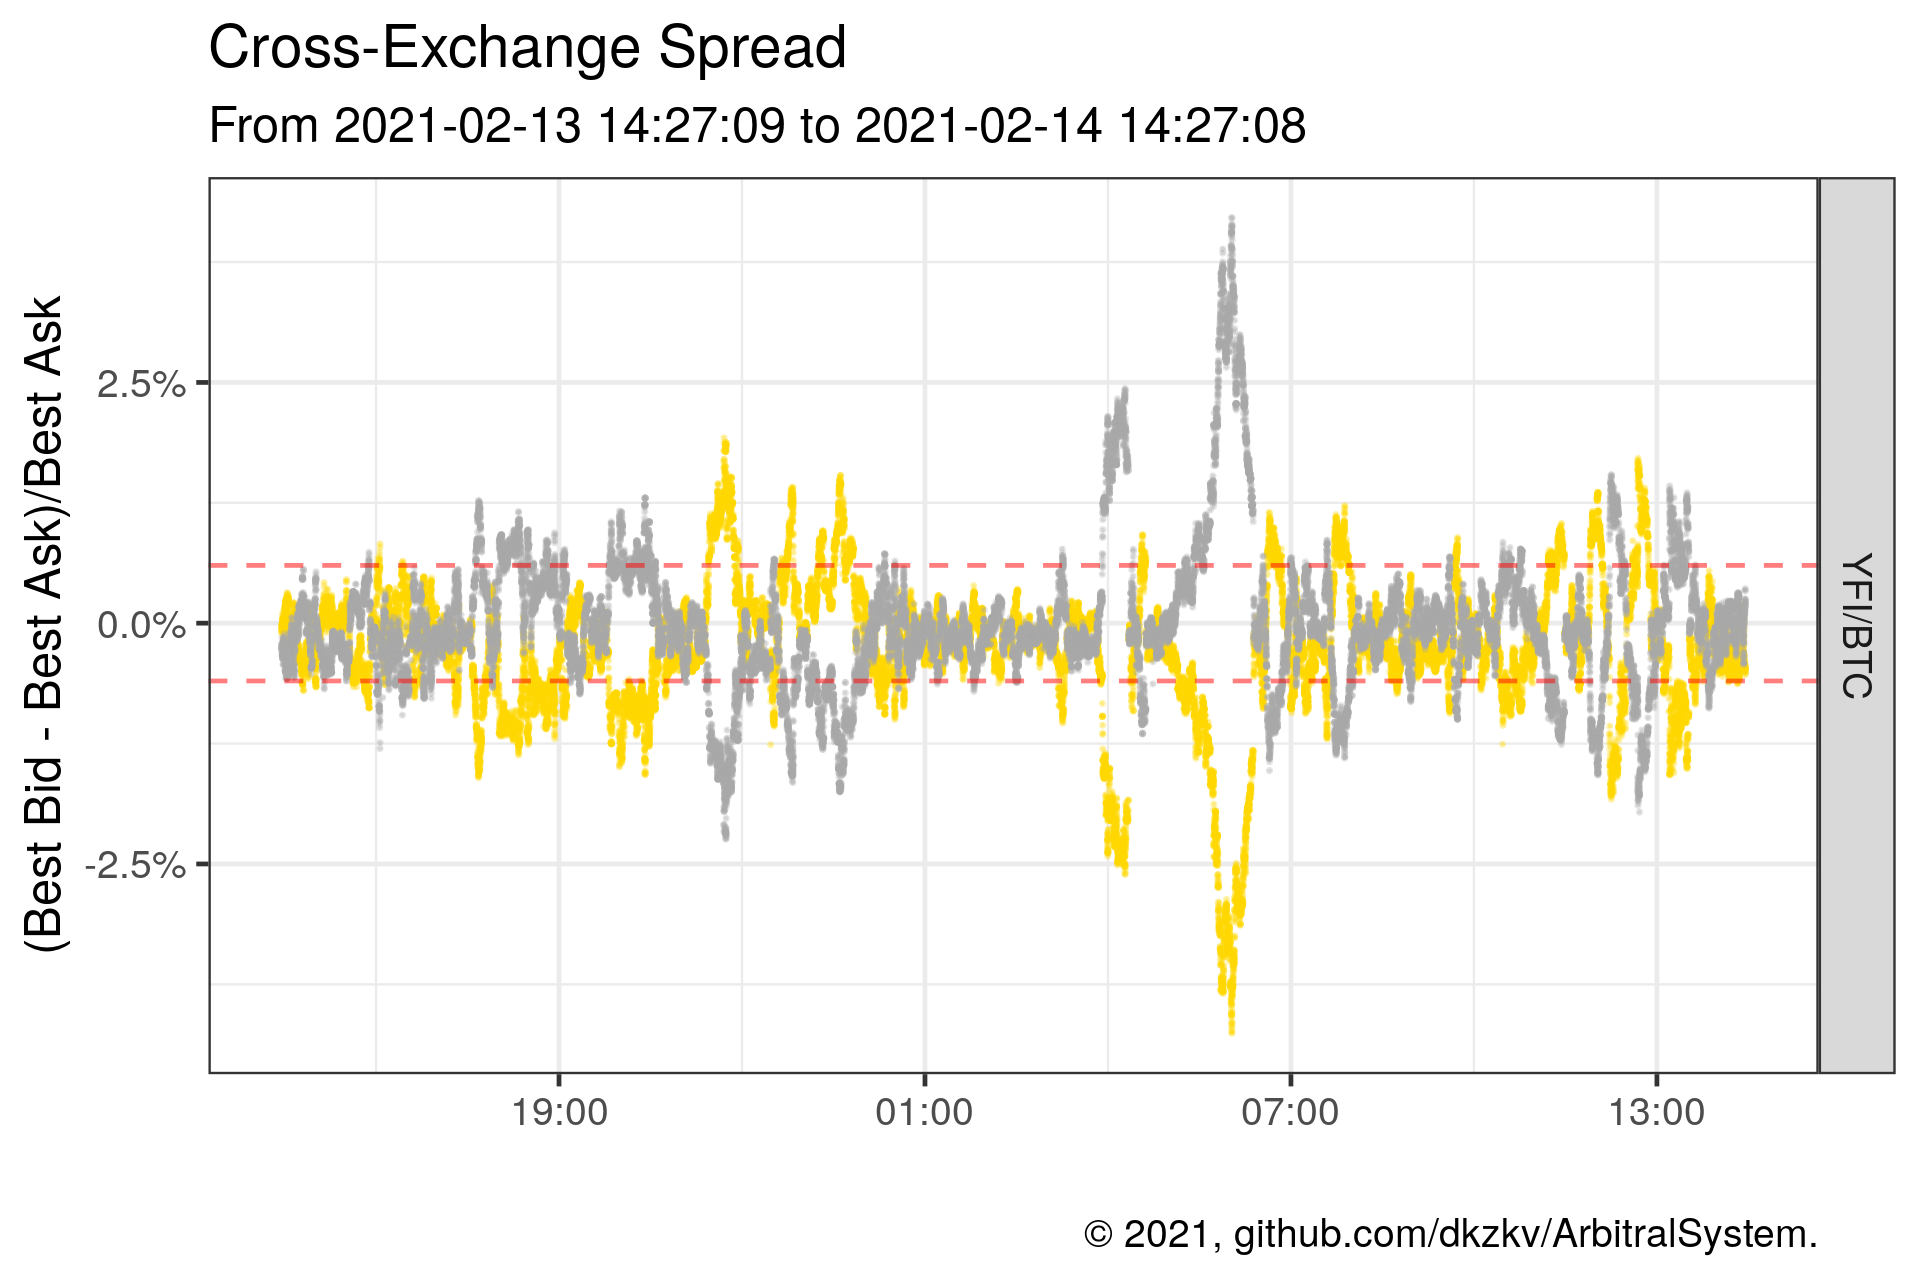 Cross-Exchange Spread
From 2021-02-13 14:27:09 to 2021-02-14 14:27:08
(Best Bid - Best Ask)/Best Ask
2.5%
0.0%
-2.5%
YFI/BTC
19:00
01:00
07:00
13:00
© 2021, github.com/dkzkv/ArbitralSystem.